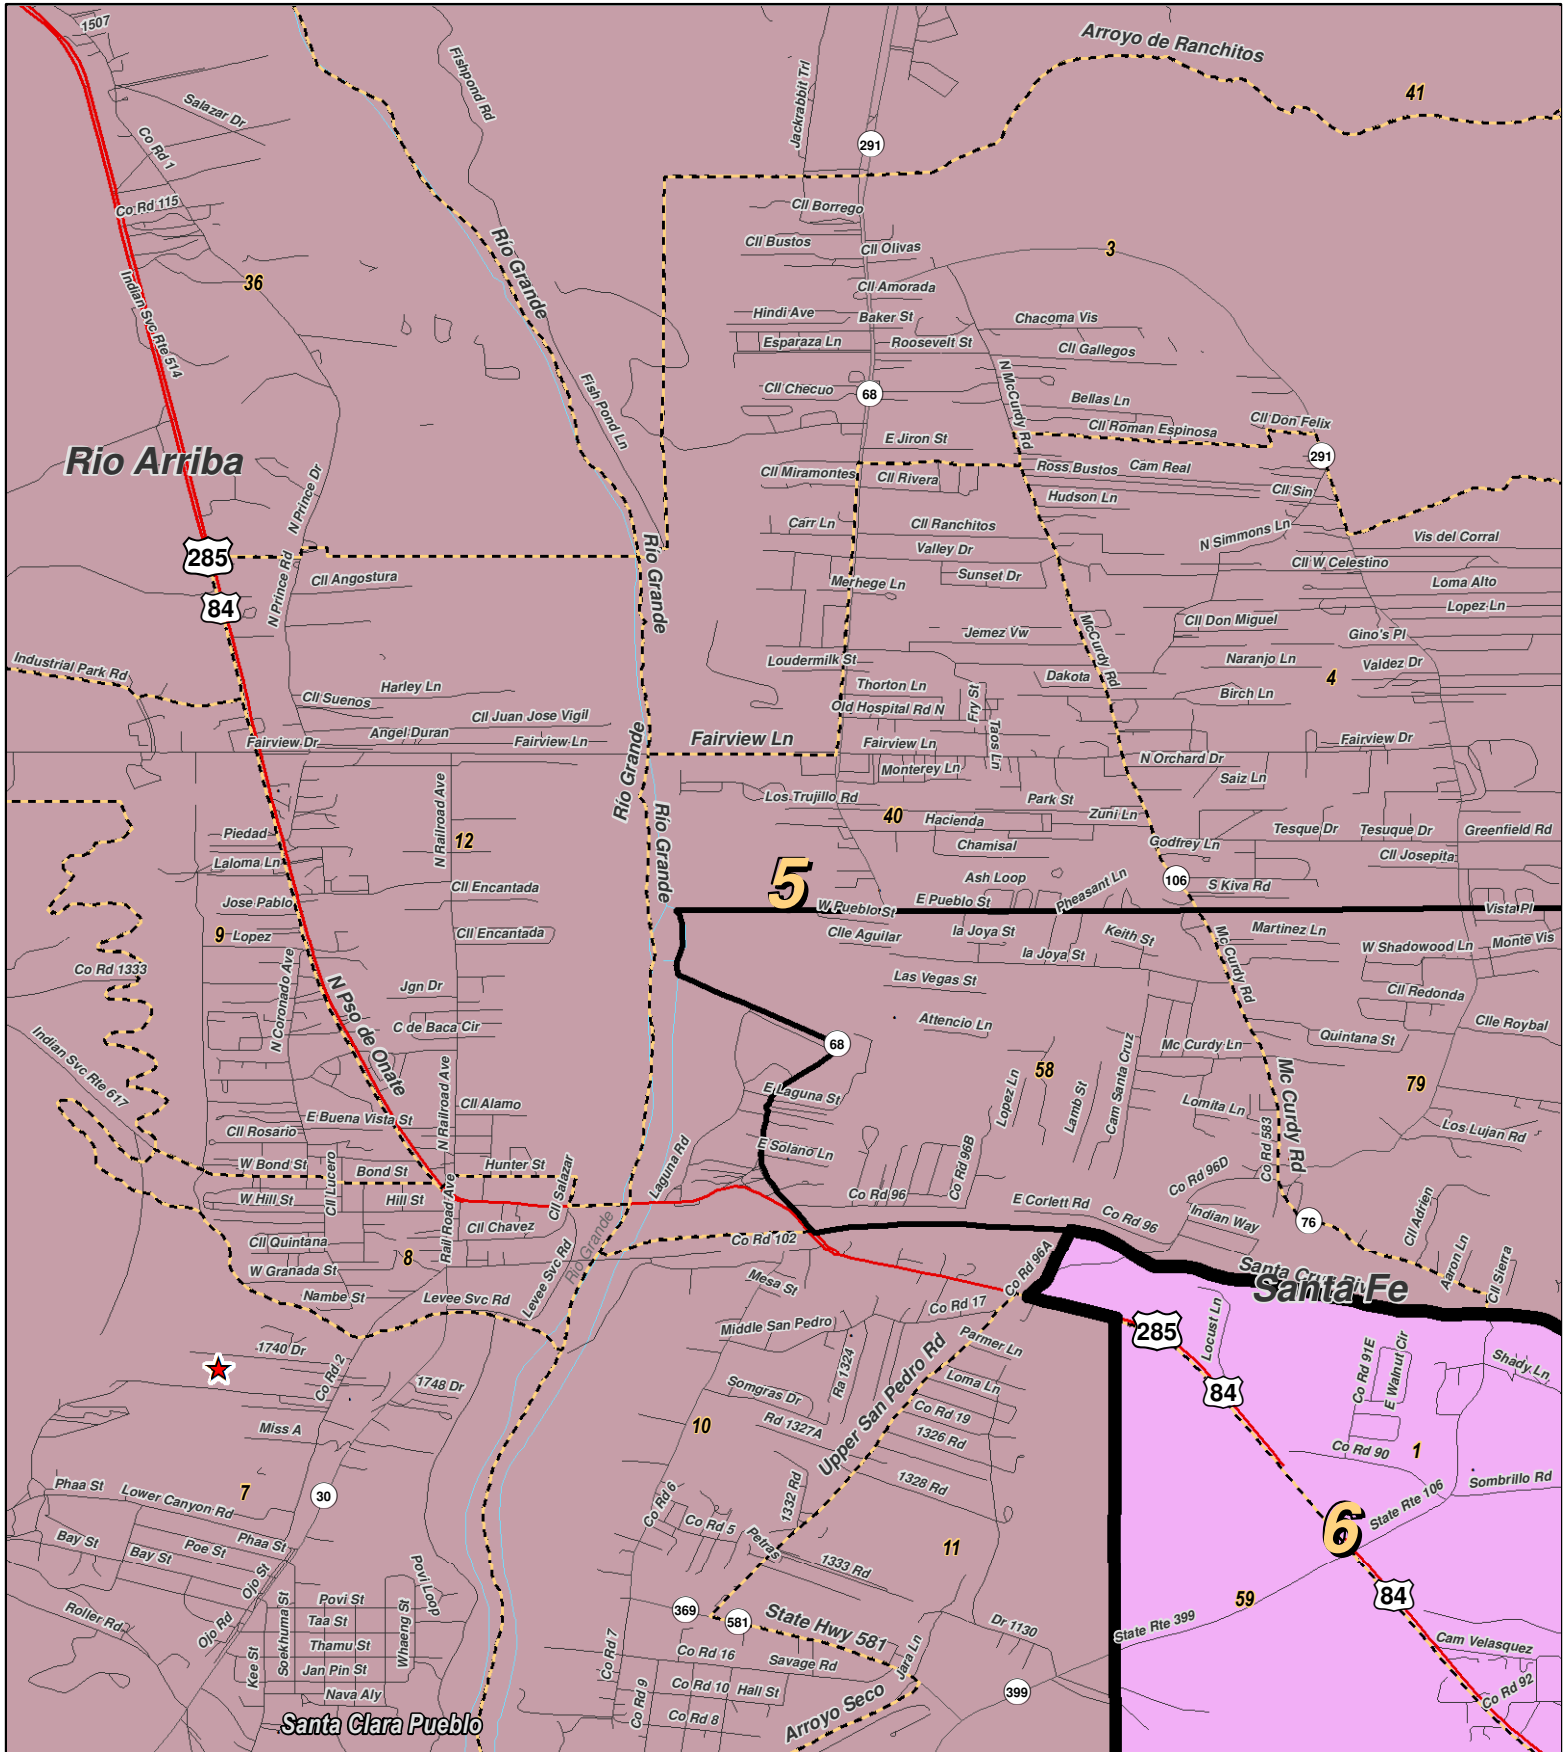 1507
Fishpond Rd
Jackrabbit Trl
Arroyo de Ranchitos
41
Salazar Dr
Co Rd 1
291
Co Rd 115
Cll Borrego
Cll Bustos
Cll Olivas
3
Rio Grande
36
Indian Svc Rte 514
Cll Amorada
Hindi Ave
Baker St
Chacoma Vis
Esparaza Ln
Roosevelt St
Cll Gallegos
Fish Pond Ln
Cll Checuo
68
N McCurdy Rd
Bellas Ln
Cll Don Felix
Cll Roman Espinosa
E Jiron St
291
Rio Arriba
Cll Miramontes
Cll Rivera
Ross Bustos
Cam Real
N Prince Dr
Hudson Ln
Cll Sin
Carr Ln
Cll Ranchitos
N Simmons Ln
Vis del Corral
285
Valley Dr
Rio Grande
Cll W Celestino
N Prince Rd
Cll Angostura
Merhege Ln
Sunset Dr
Loma Alto
84
Lopez Ln
Cll Don Miguel
Jemez Vw
McCurdy Rd
Gino's Pl
Industrial Park Rd
Loudermilk St
Naranjo Ln
Valdez Dr
4
Dakota
Harley Ln
Thorton Ln
Birch Ln
Cll Suenos
Fry St
Old Hospital Rd N
Cll Juan Jose Vigil
Taos Ln
Angel Duran
Fairview Dr
Fairview Ln
Fairview Ln
Fairview Ln
Fairview Dr
N Orchard Dr
Rio Grande
Monterey Ln
Saiz Ln
N Railroad Ave
Los Trujillo Rd
Park St
40
Hacienda
Zuni Ln
Piedad
12
Tesque Dr
Tesuque Dr
Greenfield Rd
Chamisal
Godfrey Ln
Rio Grande
Laloma Ln
Cll Josepita
5
Ash Loop
106
Cll Encantada
S Kiva Rd
Jose Pablo
W Pueblo St
E Pueblo St
Pheasant Ln
Vista Pl
9
Lopez
Cll Encantada
Clle Aguilar
la Joya St
Keith St
Martinez Ln
Monte Vis
W Shadowood Ln
la Joya St
Co Rd 1333
Mc Curdy Rd
Las Vegas St
N Coronado Ave
Jgn Dr
Cll Redonda
N Pso de Onate
C de Baca Cir
Attencio Ln
Clle Roybal
Quintana St
68
Mc Curdy Ln
Indian Svc Rte 617
58
79
E Laguna St
Cll Alamo
Lopez Ln
Lamb St
Cam Santa Cruz
Lomita Ln
E Buena Vista St
N Railroad Ave
Mc Curdy Rd
Cll Rosario
Los Lujan Rd
E Solano Ln
Co Rd 583
W Bond St
Bond St
Hunter St
Laguna Rd
Co Rd 96B
Co Rd 96D
Cll Lucero
W Hill St
Hill St
Cll Salazar
Co Rd 96
E Corlett Rd
Co Rd 96
Indian Way
76
Cll Adrien
Rail Road Ave
Cll Chavez
Cll Quintana
Co Rd 102
8
Rio Grande
W Granada St
Mesa St
Co Rd 96A
Aaron Ln
Cll Sierra
Levee Svc Rd
Nambe St
Levee Svc Rd
Santa Fe
Co Rd 17
Middle San Pedro
285
Locust Ln
1740 Dr
Parmer Ln
Ra 1324
Co Rd 91E
E Walnut Cir
Shady Ln
Co Rd 2
1748 Dr
Somgras Dr
Loma Ln
84
Upper San Pedro Rd
Co Rd 19
10
Rd 1327A
Miss A
1326 Rd
Co Rd 90
1
Phaa St
Lower Canyon Rd
7
30
1328 Rd
Sombrillo Rd
1332 Rd
Co Rd 6
State Rte 106
Co Rd 5
6
Bay St
Bay St
Poe St
Phaa St
Petras
11
1333 Rd
Ojo St
Povi Loop
59
84
Povi St
Roller Rd
369
581
State Hwy 581
Dr 1130
State Rte 399
Ojo Rd
Taa St
Soekhuma St
Whaeng St
Thamu St
Cam Velasquez
Kee St
Jan Pin St
Co Rd 7
Co Rd 16
Savage Rd
Jara Ln
Nava Aly
Co Rd 9
Co Rd 10
Hall St
399
Co Rd 92
Santa Clara Pueblo
Co Rd 8
Arroyo Seco